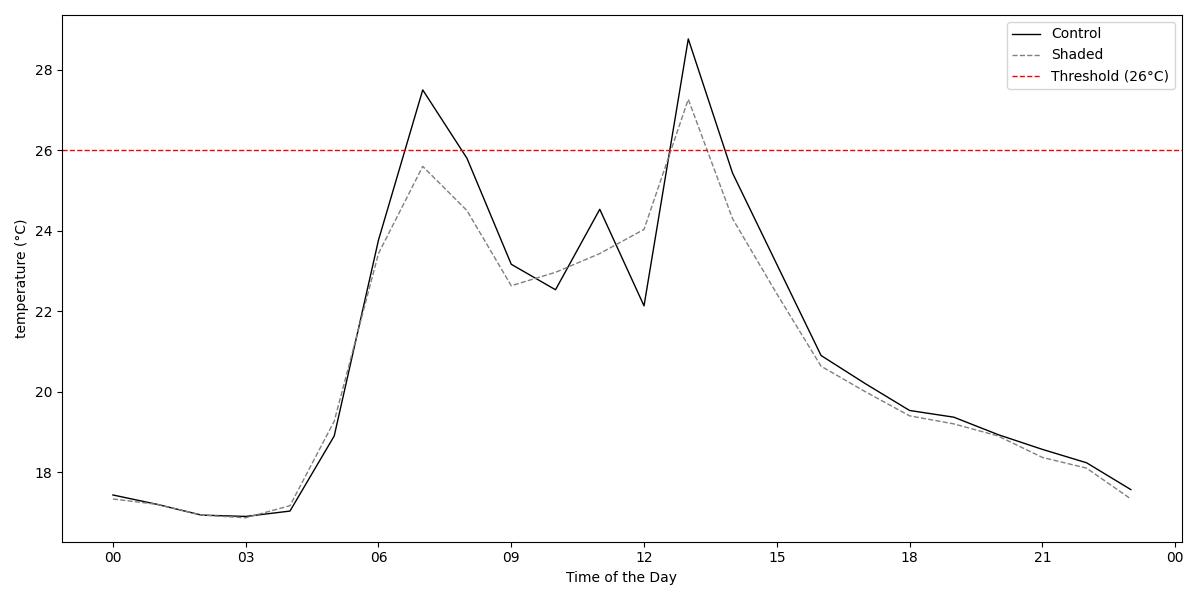 Control
Shaded
Threshold (26°C)
28
26
24
22
20
18
temperature (°C)
00 03 06 09 12 15 18 21 00
Time of the Day